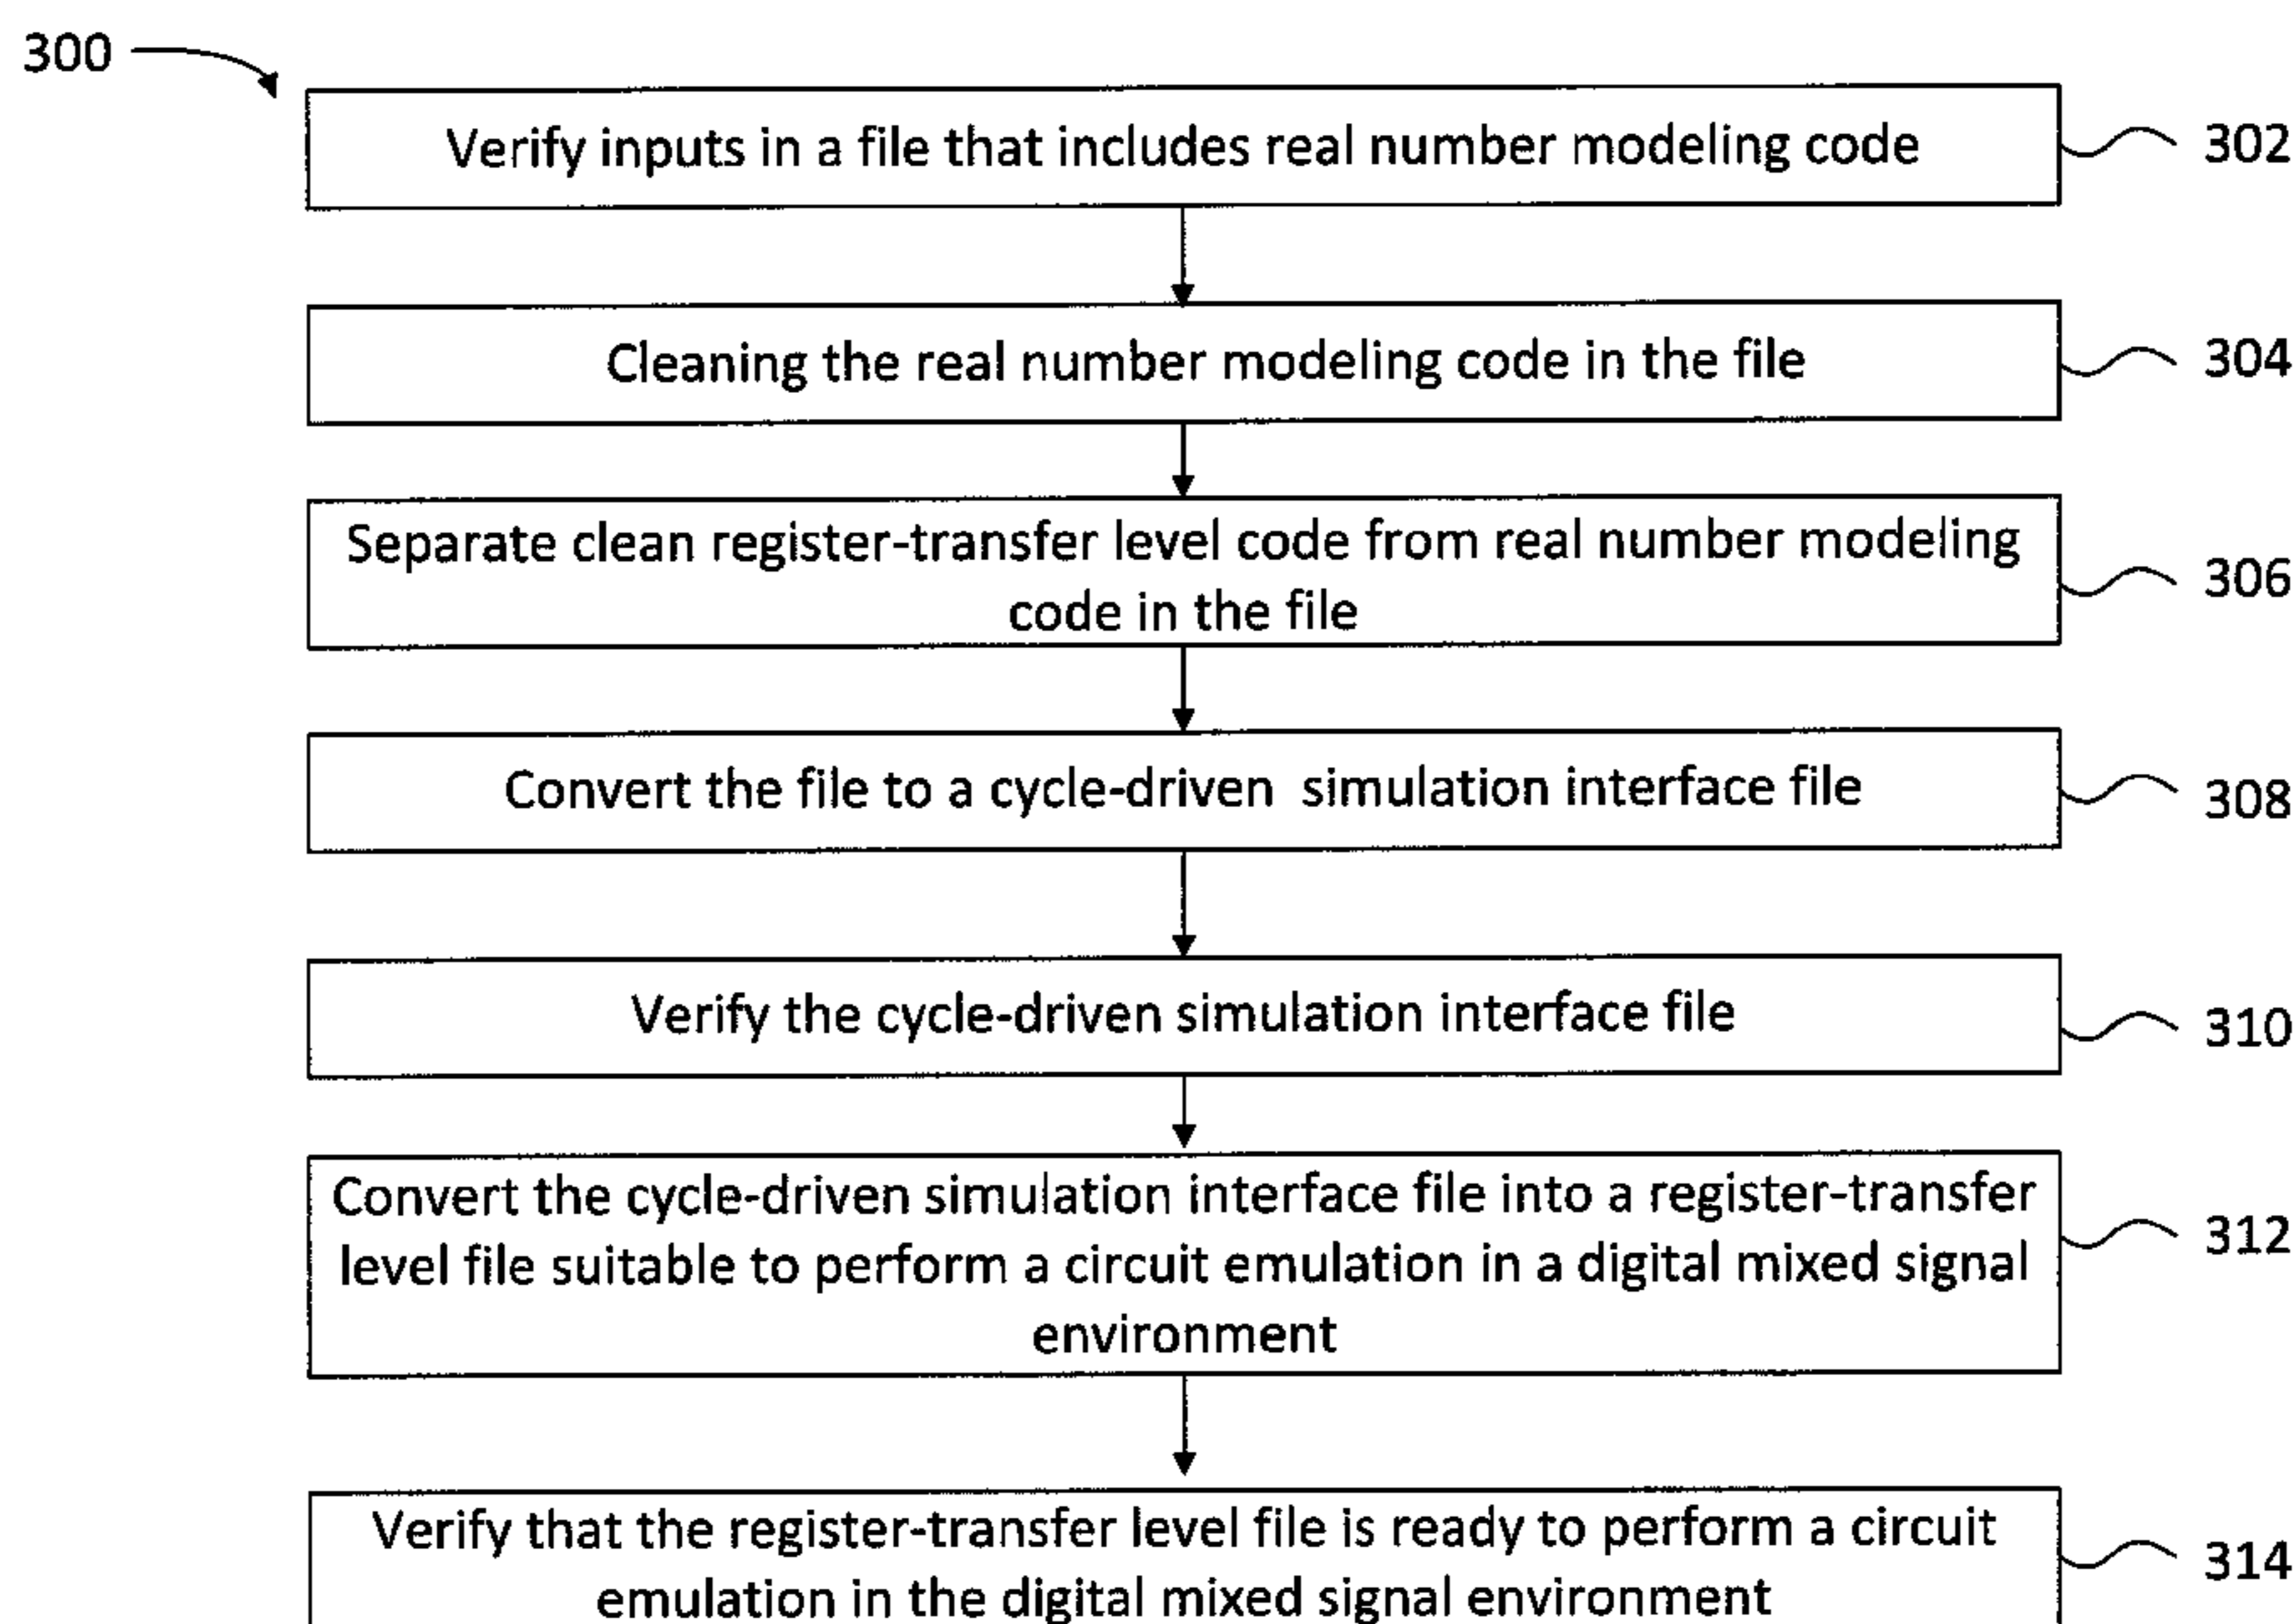 300
Verify inputs in a file that includes real number modeling code
302
Cleaning the real number modeling code in the file
304
Separate clean register-transfer level code from real number modeling
code in the file
306
Convert the file to a cycle-driven simulation interface file
308
Verify the cycle-driven simulation interface file
310
Convert the cycle-driven simulation interface file into a register-transfer
level file suitable to perform a circuit emulation in a digital mixed signal
environment
312
Verify that the register-transfer level file is ready to perform a circuit
emulation in the digital mixed signal environment
314